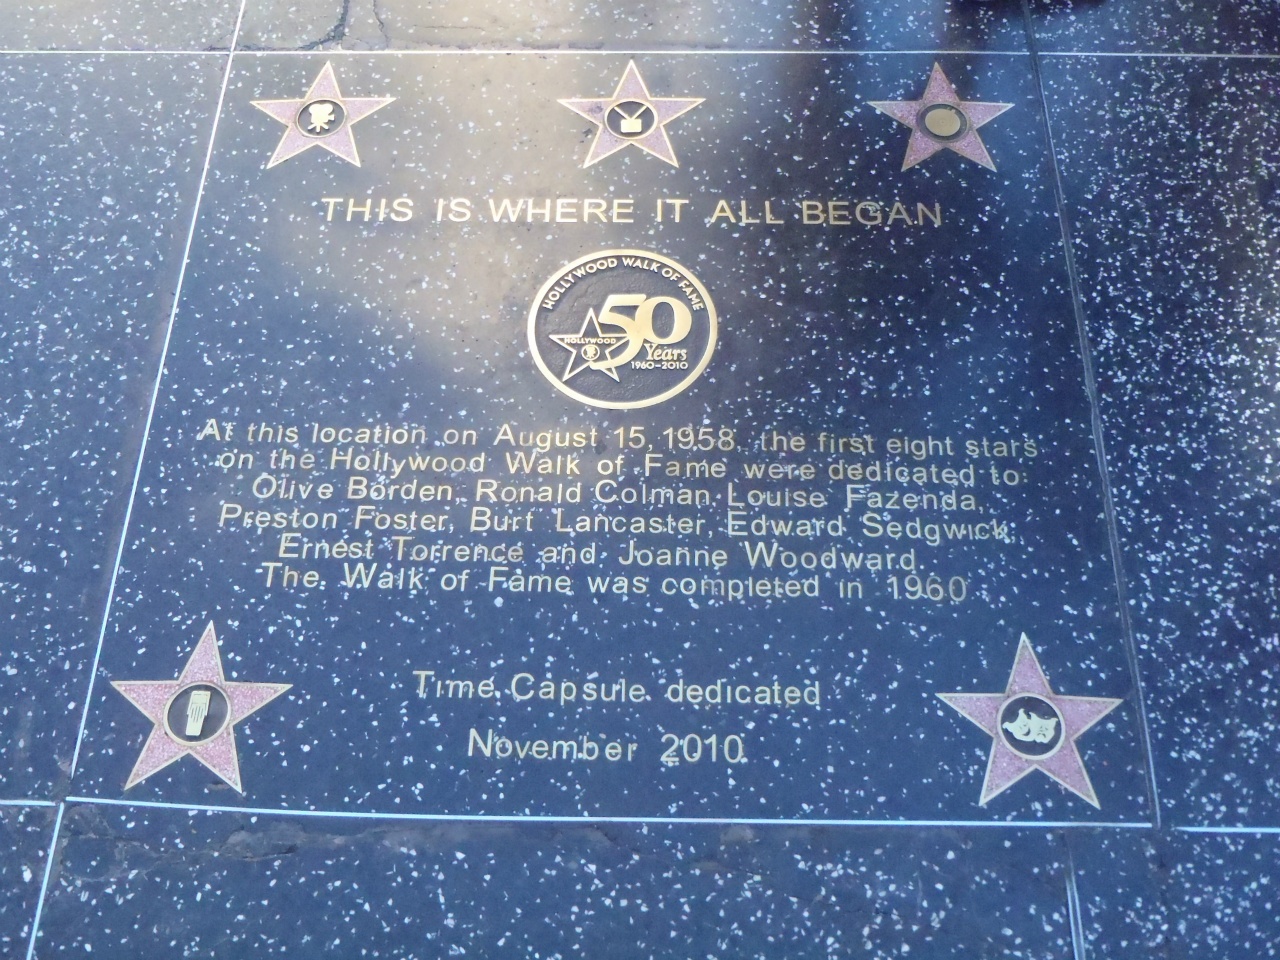 THIS IS WHERE IT ALL BEGAN
HOLLYWOOD WALK OF FAME
50
HOLLYWOOD
Years
1960-2010
At this location on August 15, 1958, the first eight stars
on the Hollywood Walk of Fame were dedicated to:
Olive Borden, Ronald Colman, Louise Fazenda,
Preston Foster, Burt Lancaster, Edward Sedgwick,
Ernest Torrence and Joanne Woodward.
The Walk of Fame was completed in 1960
Time Capsule dedicated
November 2010